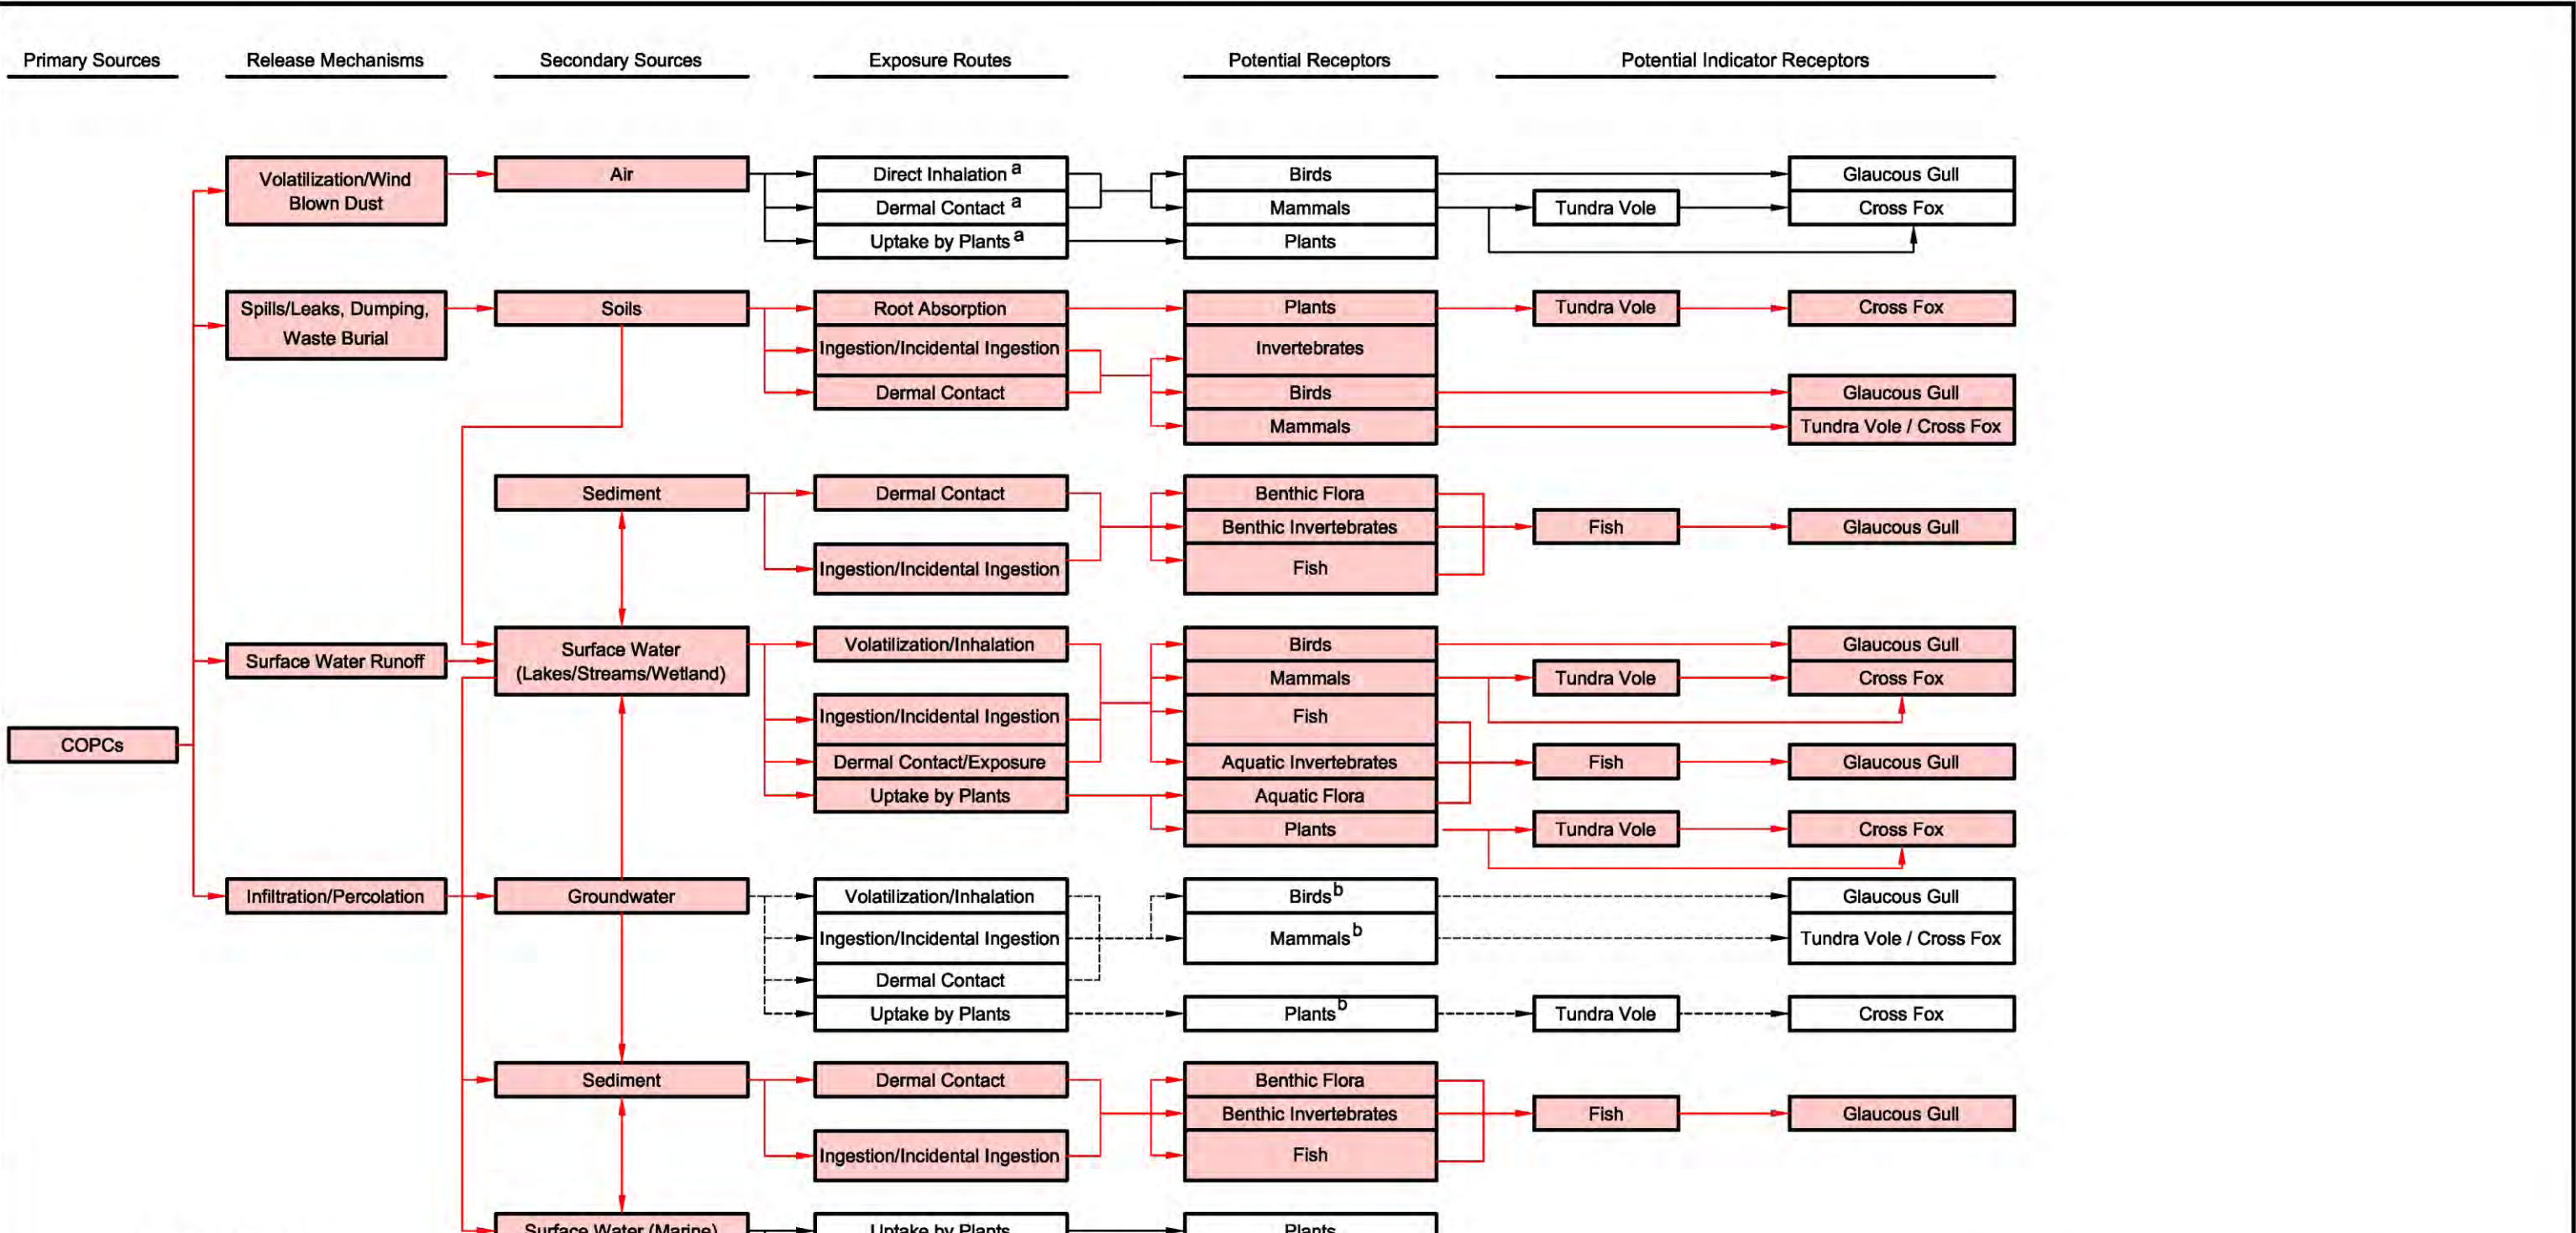 Primary Sources
Release Mechanisms
Secondary Sources
Exposure Routes
Potential Receptors
Potential Indicator Receptors
Volatilization/Wind
Blown Dust
Air
Direct Inhalation a
Dermal Contact a
Uptake by Plants a
Birds
Mammals
Plants
Tundra Vole
Glaucous Gull
Cross Fox
Spills/Leaks, Dumping,
Waste Burial
Soils
Root Absorption
Ingestion/Incidental Ingestion
Dermal Contact
Plants
Invertebrates
Birds
Mammals
Tundra Vole
Cross Fox
Glaucous Gull
Tundra Vole / Cross Fox
Sediment
Dermal Contact
Ingestion/Incidental Ingestion
Benthic Flora
Benthic Invertebrates
Fish
Fish
Glaucous Gull
Surface Water Runoff
Surface Water
(Lakes/Streams/Wetland)
Volatilization/Inhalation
Ingestion/Incidental Ingestion
Dermal Contact/Exposure
Uptake by Plants
Birds
Mammals
Fish
Aquatic Invertebrates
Aquatic Flora
Plants
Tundra Vole
Fish
Tundra Vole
Glaucous Gull
Cross Fox
Glaucous Gull
Cross Fox
COPCs
Infiltration/Percolation
Groundwater
Volatilization/Inhalation
Ingestion/Incidental Ingestion
Dermal Contact
Uptake by Plants
Birds b
Mammals b
Plants b
Tundra Vole
Glaucous Gull
Tundra Vole / Cross Fox
Cross Fox
Sediment
Dermal Contact
Ingestion/Incidental Ingestion
Benthic Flora
Benthic Invertebrates
Fish
Fish
Glaucous Gull
Surface Water (Marine)
Uptake by Plants
Plants